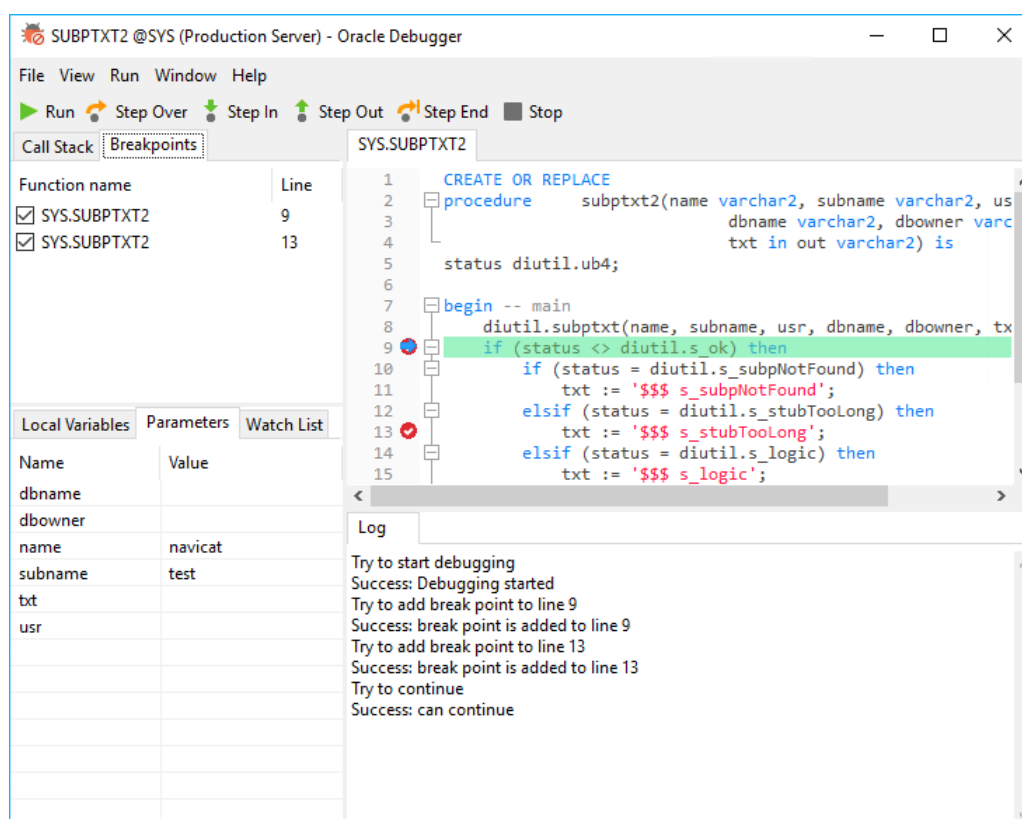 SUBPTXT2 @SYS (Production Server) - Oracle Debugger
File View Run Window Help
Run Step Over Step In Step Out Step End Stop
Call Stack Breakpoints
Function name Line
SYS.SUBPTXT2 9
SYS.SUBPTXT2 13
Local Variables Parameters Watch List
Name Value
dbname
dbowner
name navicat
subname test
txt
usr
SYS.SUBPTXT2
1 CREATE OR REPLACE
2 procedure subptxt2(name varchar2, subname varchar2, us
3 dbname varchar2, dbowner varc
4 txt in out varchar2) is
5 status diutil.ub4;
6
7 begin -- main
8 diutil.subptxt(name, subname, usr, dbname, dbowner, tx
9 if (status <> diutil.s_ok) then
10 if (status = diutil.s_subpNotFound) then
11 txt := '$$$ s_subpNotFound';
12 elsif (status = diutil.s_stubTooLong) then
13 txt := '$$$ s_stubTooLong';
14 elsif (status = diutil.s_logic) then
15 txt := '$$$ s_logic';
Log
Try to start debugging
Success: Debugging started
Try to add break point to line 9
Success: break point is added to line 9
Try to add break point to line 13
Success: break point is added to line 13
Try to continue
Success: can continue